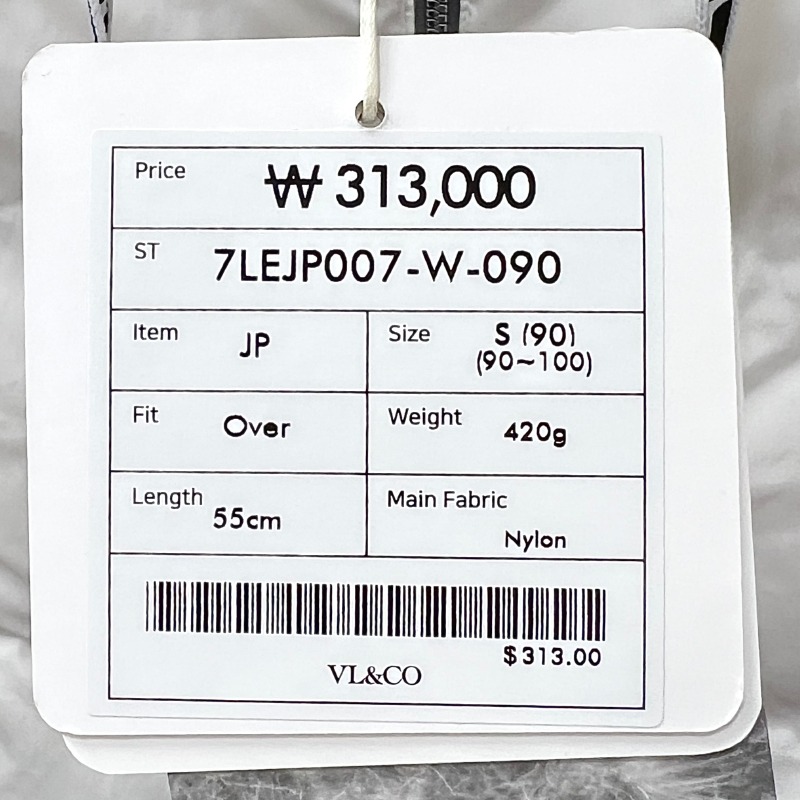 Price ₩ 313,000
ST 7LEJP007-W-090
Item JP
Size S (90)
(90~100)
Fit Over
Weight 420g
Length 55cm
Main Fabric
Nylon
$313.00
VL&CO